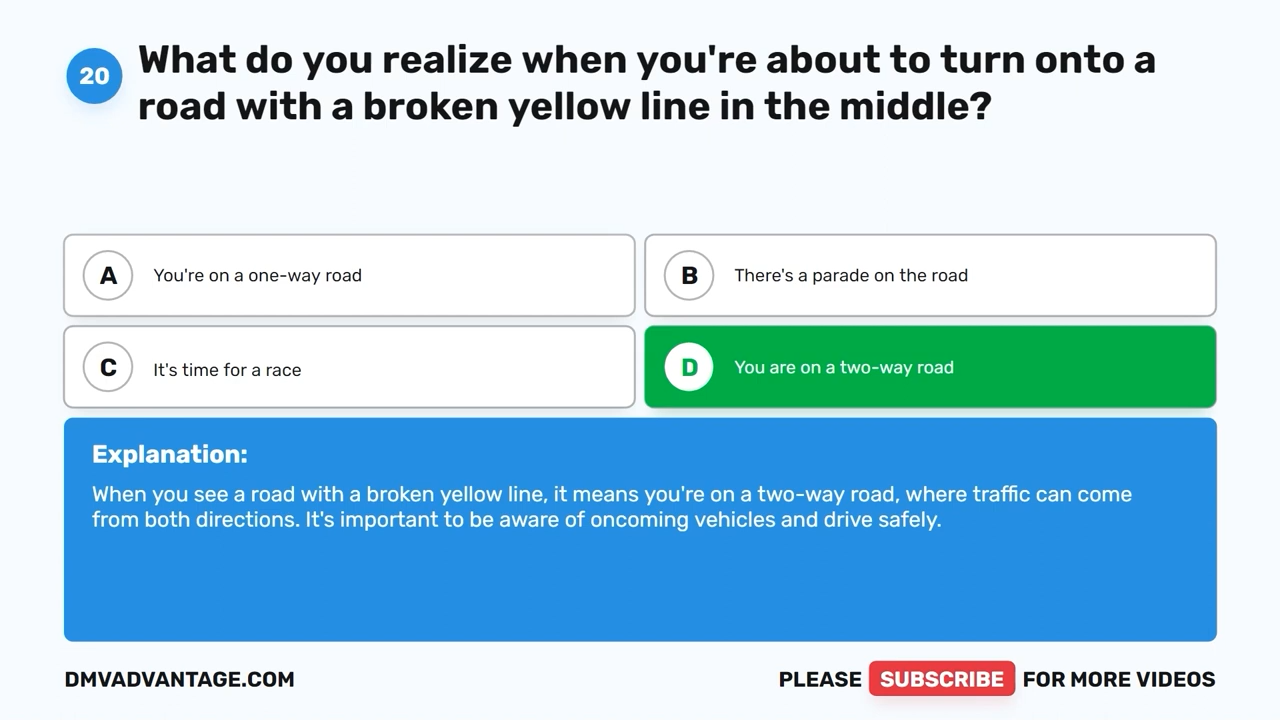 20
What do you realize when you're about to turn onto a
road with a broken yellow line in the middle?
A You're on a one-way road
B There's a parade on the road
C It's time for a race
D You are on a two-way road
Explanation:
When you see a road with a broken yellow line, it means you're on a two-way road, where traffic can come
from both directions. It's important to be aware of oncoming vehicles and drive safely.
DMVADVANTAGE.COM
PLEASE SUBSCRIBE FOR MORE VIDEOS